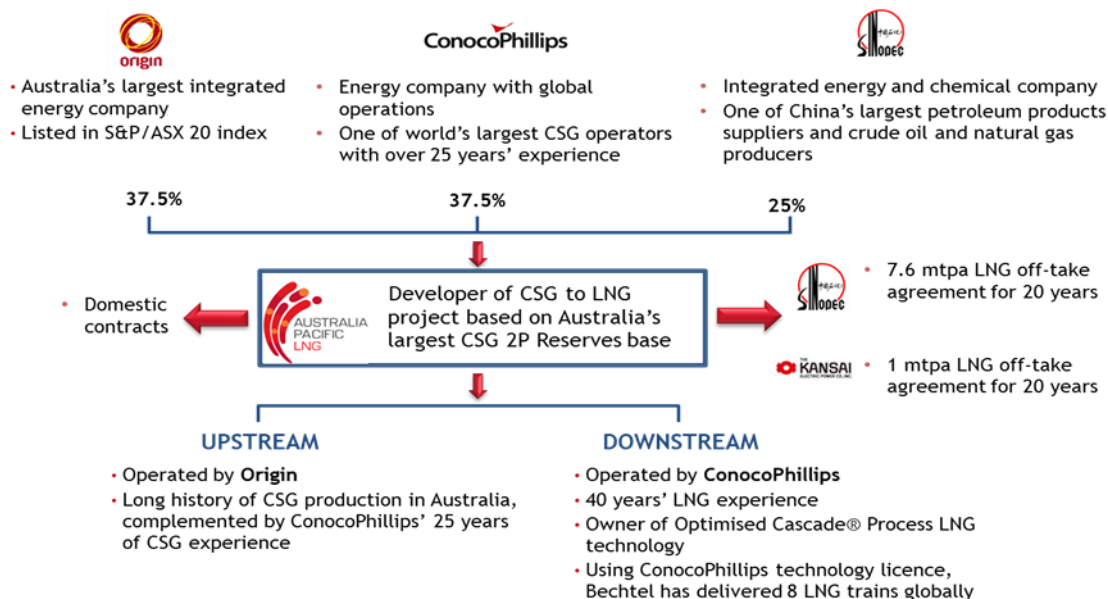 origin
ConocoPhillips
SINOPEC
• Australia's largest integrated
energy company
• Listed in S&P/ASX 20 index
• Energy company with global
operations
• One of world's largest CSG operators
with over 25 years' experience
• Integrated energy and chemical company
• One of China's largest petroleum products
suppliers and crude oil and natural gas
producers
37.5%
37.5%
25%
• Domestic
contracts
AUSTRALIA
PACIFIC
LNG
Developer of CSG to LNG
project based on Australia's
largest CSG 2P Reserves base
SINOPEC
• 7.6 mtpa LNG off-take
agreement for 20 years
THE
KANSAI
ELECTRIC POWER CO., INC.
• 1 mtpa LNG off-take
agreement for 20 years
UPSTREAM
• Operated by Origin
• Long history of CSG production in Australia,
complemented by ConocoPhillips' 25 years
of CSG experience
DOWNSTREAM
• Operated by ConocoPhillips
• 40 years' LNG experience
• Owner of Optimised Cascade® Process LNG
technology
• Using ConocoPhillips technology licence,
Bechtel has delivered 8 LNG trains globally